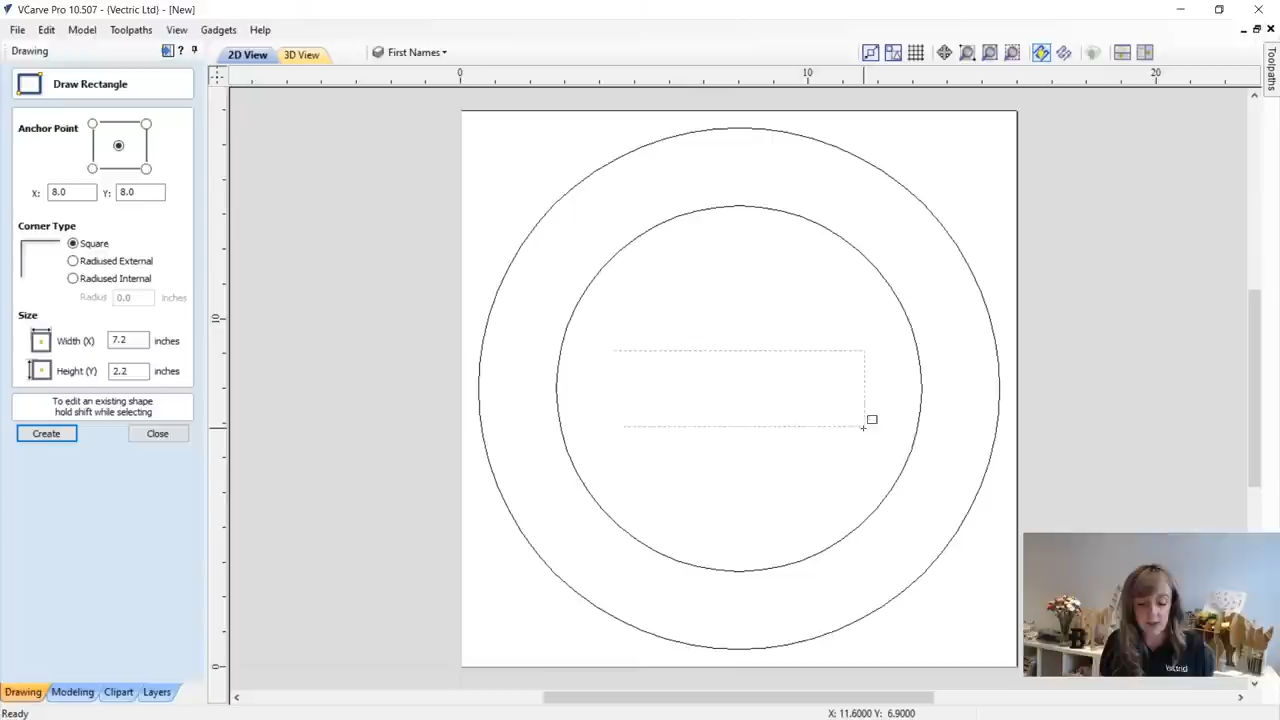 VCarve Pro 10.507 - {Vectric Ltd} - [New]
File Edit Model Toolpaths View Gadgets Help
Drawing ?
2D View 3D View First Names
Draw Rectangle
Anchor Point
X: 8.0 Y: 8.0
Corner Type
Square
Radiused External
Radiused Internal
Radius 0.0 Inches
Size
Width (X) 7.2 inches
Height (Y) 2.2 inches
To edit an existing shape
hold shift while selecting
Create Close
0 10 20
10
0
Toolpaths
Vectric
Drawing Modeling Clipart Layers
Ready X: 11.6000 Y: 6.9000